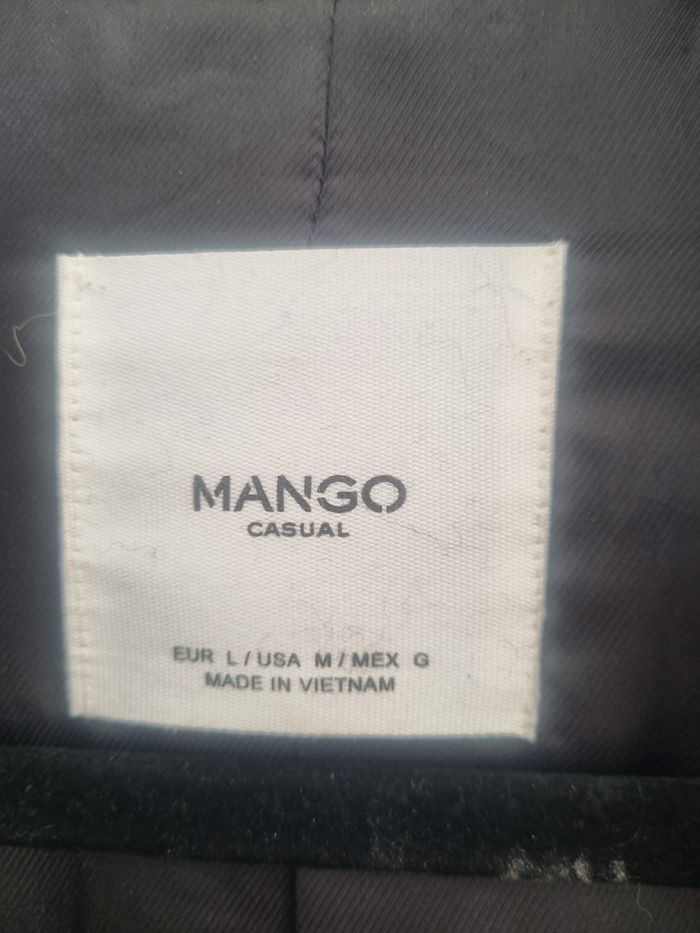 MANGO
CASUAL
EUR L / USA M / MEX G
MADE IN VIETNAM